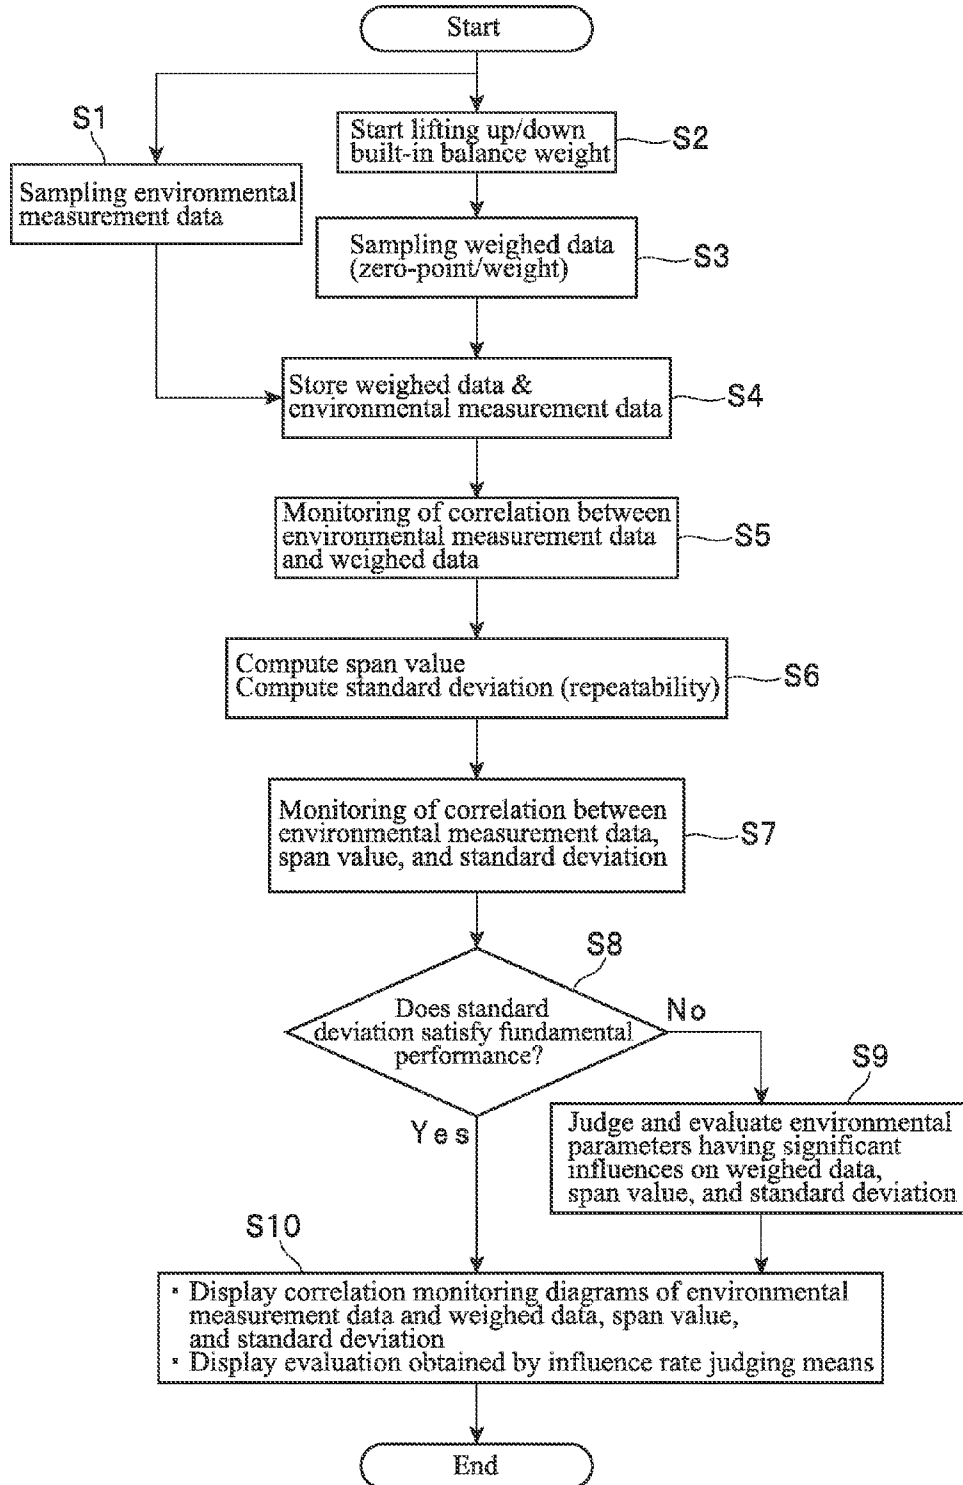 Start
S1
Sampling environmental
measurement data
Start lifting up/down
built-in balance weight
S2
Sampling weighed data
(zero-point/weight)
S3
Store weighed data &
environmental measurement data
S4
Monitoring of correlation between
environmental measurement data
and weighed data
S5
Compute span value
Compute standard deviation (repeatability)
S6
Monitoring of correlation between
environmental measurement data,
span value, and standard deviation
S7
S8
Does standard
deviation satisfy fundamental
performance?
No
Yes
S9
Judge and evaluate environmental
parameters having significant
influences on weighed data,
span value, and standard deviation
S10
・Display correlation monitoring diagrams of environmental
measurement data and weighed data, span value,
and standard deviation
・Display evaluation obtained by influence rate judging means
End